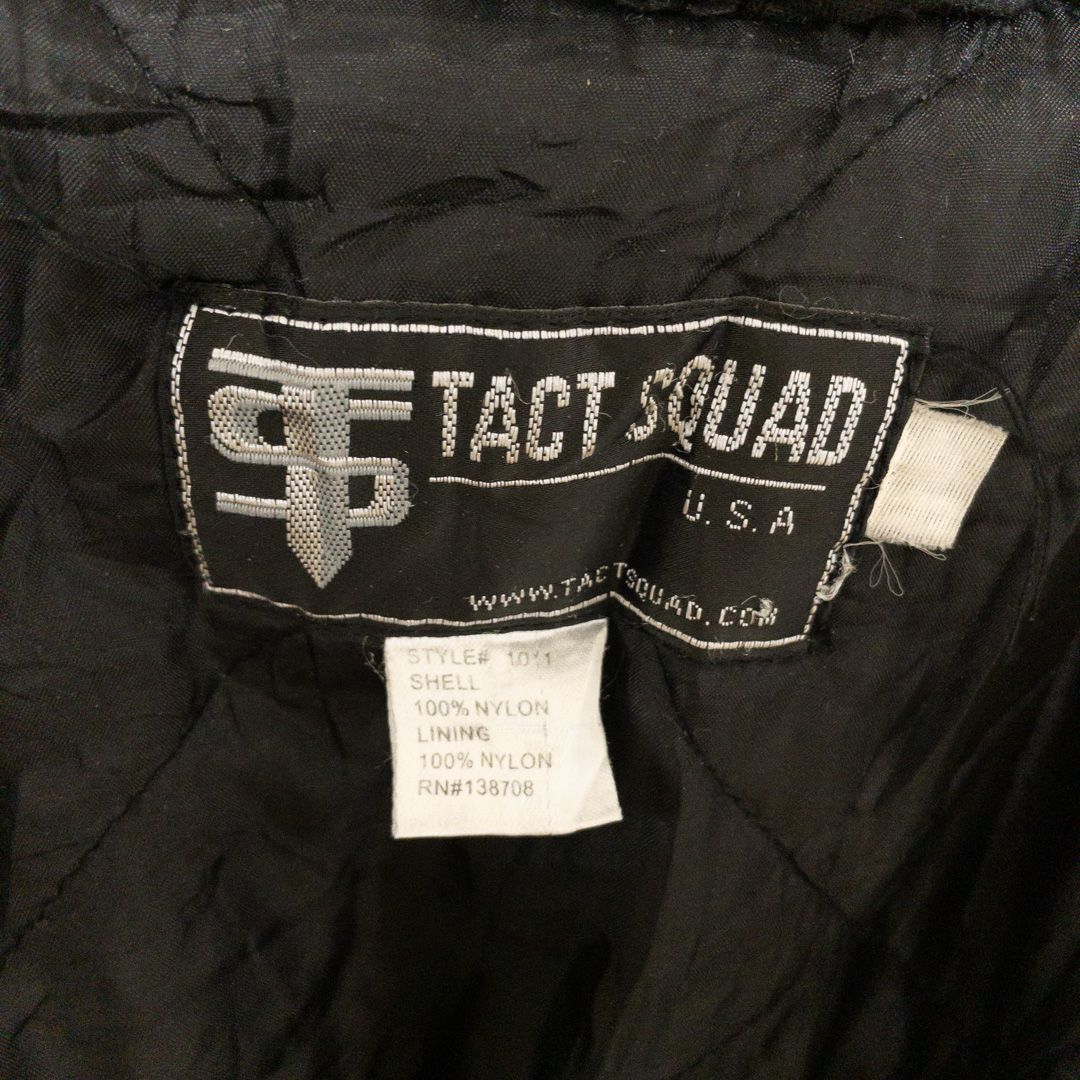 TACT SQUAD
U.S.A
WWW.TACTSQUAD.COM
STYLE# 1011
SHELL
100% NYLON
LINING
100% NYLON
RN#138708